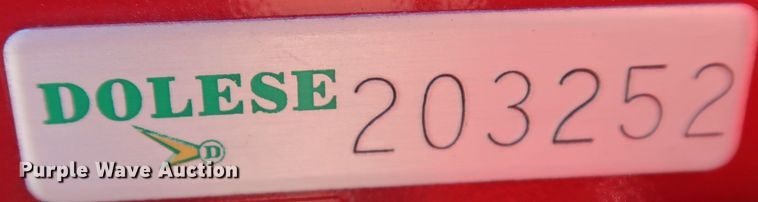 DOLESE 203252
D
Purple Wave Auction